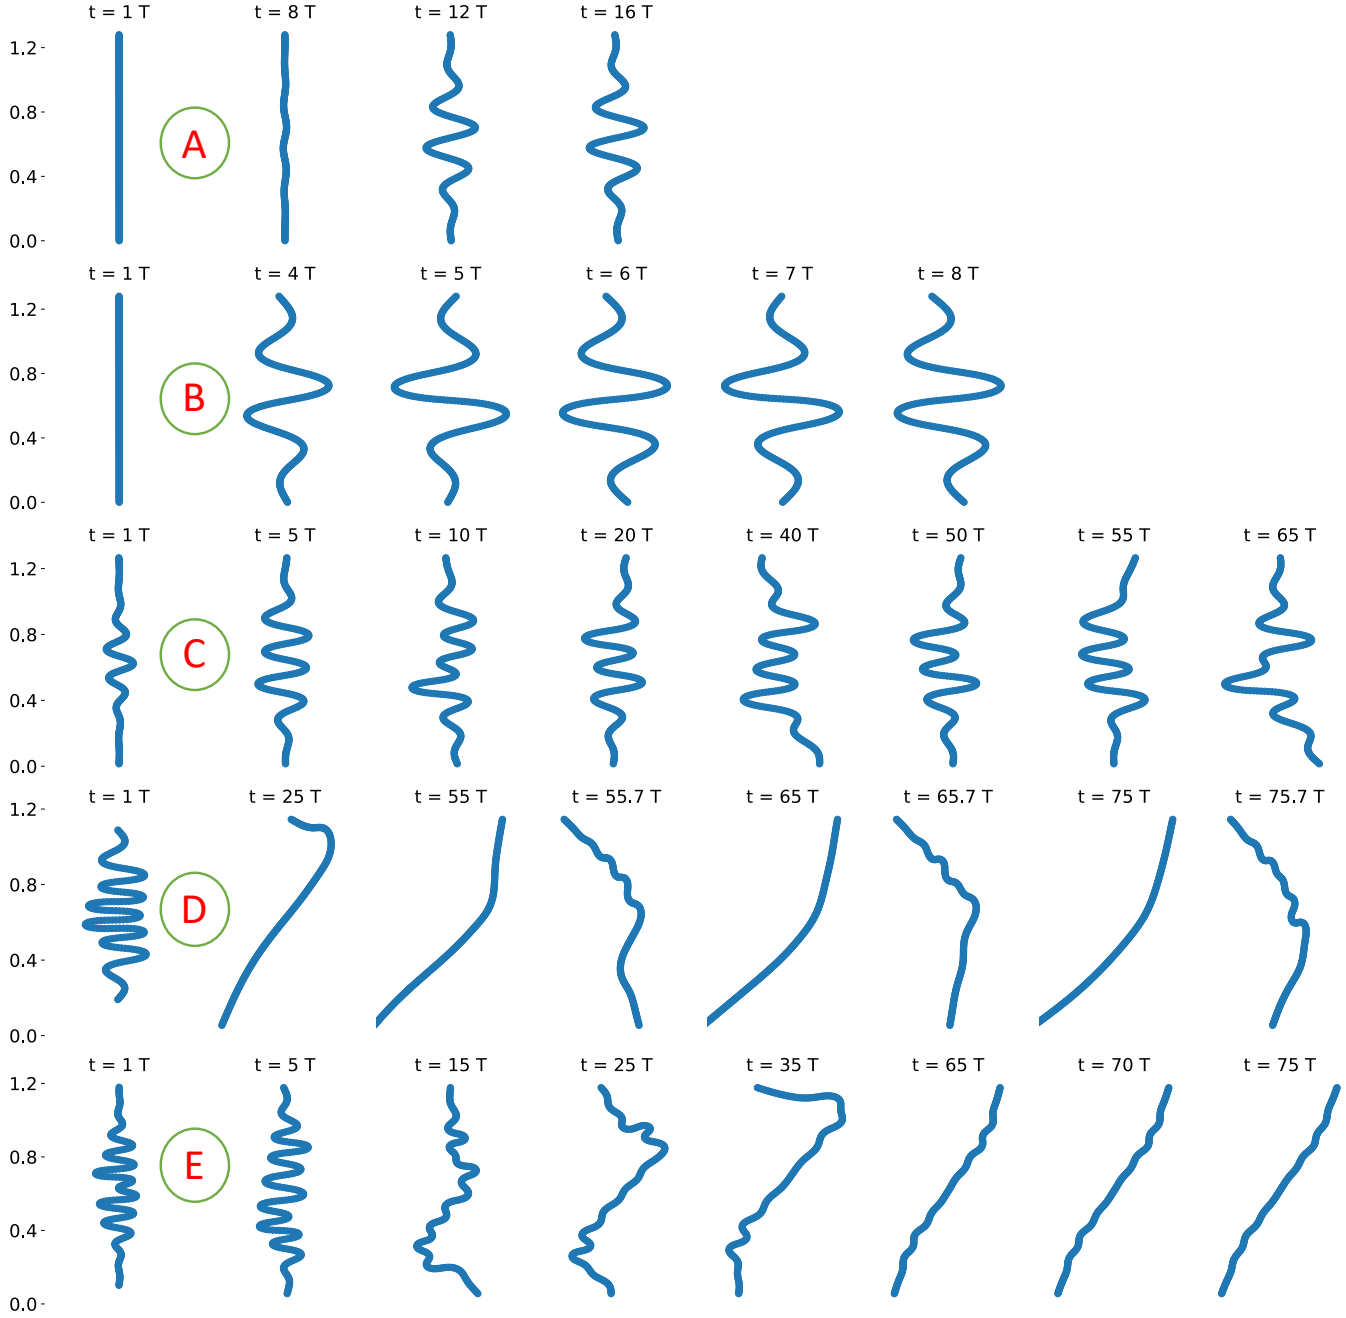 t = 1 T t = 8 T t = 12 T t = 16 T
1.2
0.8
A
0.4
0.0
t = 1 T t = 4 T t = 5 T t = 6 T t = 7 T t = 8 T
1.2
0.8
B
0.4
0.0
t = 1 T t = 5 T t = 10 T t = 20 T t = 40 T t = 50 T t = 55 T t = 65 T
1.2
0.8
C
0.4
0.0
t = 1 T t = 25 T t = 55 T t = 55.7 T t = 65 T t = 65.7 T t = 75 T t = 75.7 T
1.2
0.8
D
0.4
0.0
t = 1 T t = 5 T t = 15 T t = 25 T t = 35 T t = 65 T t = 70 T t = 75 T
1.2
0.8
E
0.4
0.0